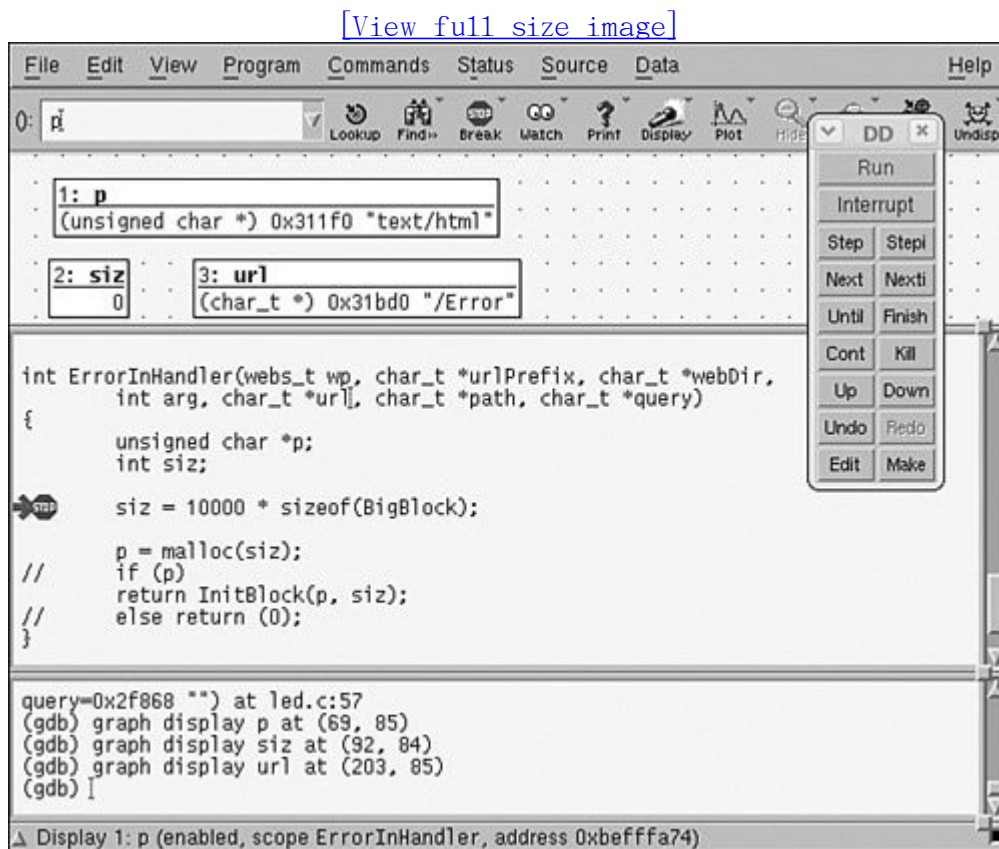 [View full size image]
File Edit View Program Commands Status Source Data Help
(): p
Lookup Find» Break Watch Print Display Plot Hide Undisp
DD
Run
Interrupt
Step Stepi
Next Nexti
Until Finish
Cont Kill
Up Down
Undo Redo
Edit Make
1: p
(unsigned char *) 0x311f0 "text/html"
2: siz
0
3: url
(char_t *) 0x31bd0 "/Error"
int ErrorInHandler(webs_t wp, char_t *urlPrefix, char_t *webDir,
int arg, char_t *url, char_t *path, char_t *query)
{
unsigned char *p;
int siz;
STOP siz = 10000 * sizeof(BigBlock);
p = malloc(siz);
// if (p)
return InitBlock(p, siz);
// else return (0);
}
query=0x2f868 "") at led.c:57
(gdb) graph display p at (69, 85)
(gdb) graph display siz at (92, 84)
(gdb) graph display url at (203, 85)
(gdb)
Display 1: p (enabled, scope ErrorInHandler, address 0xbefffa74)